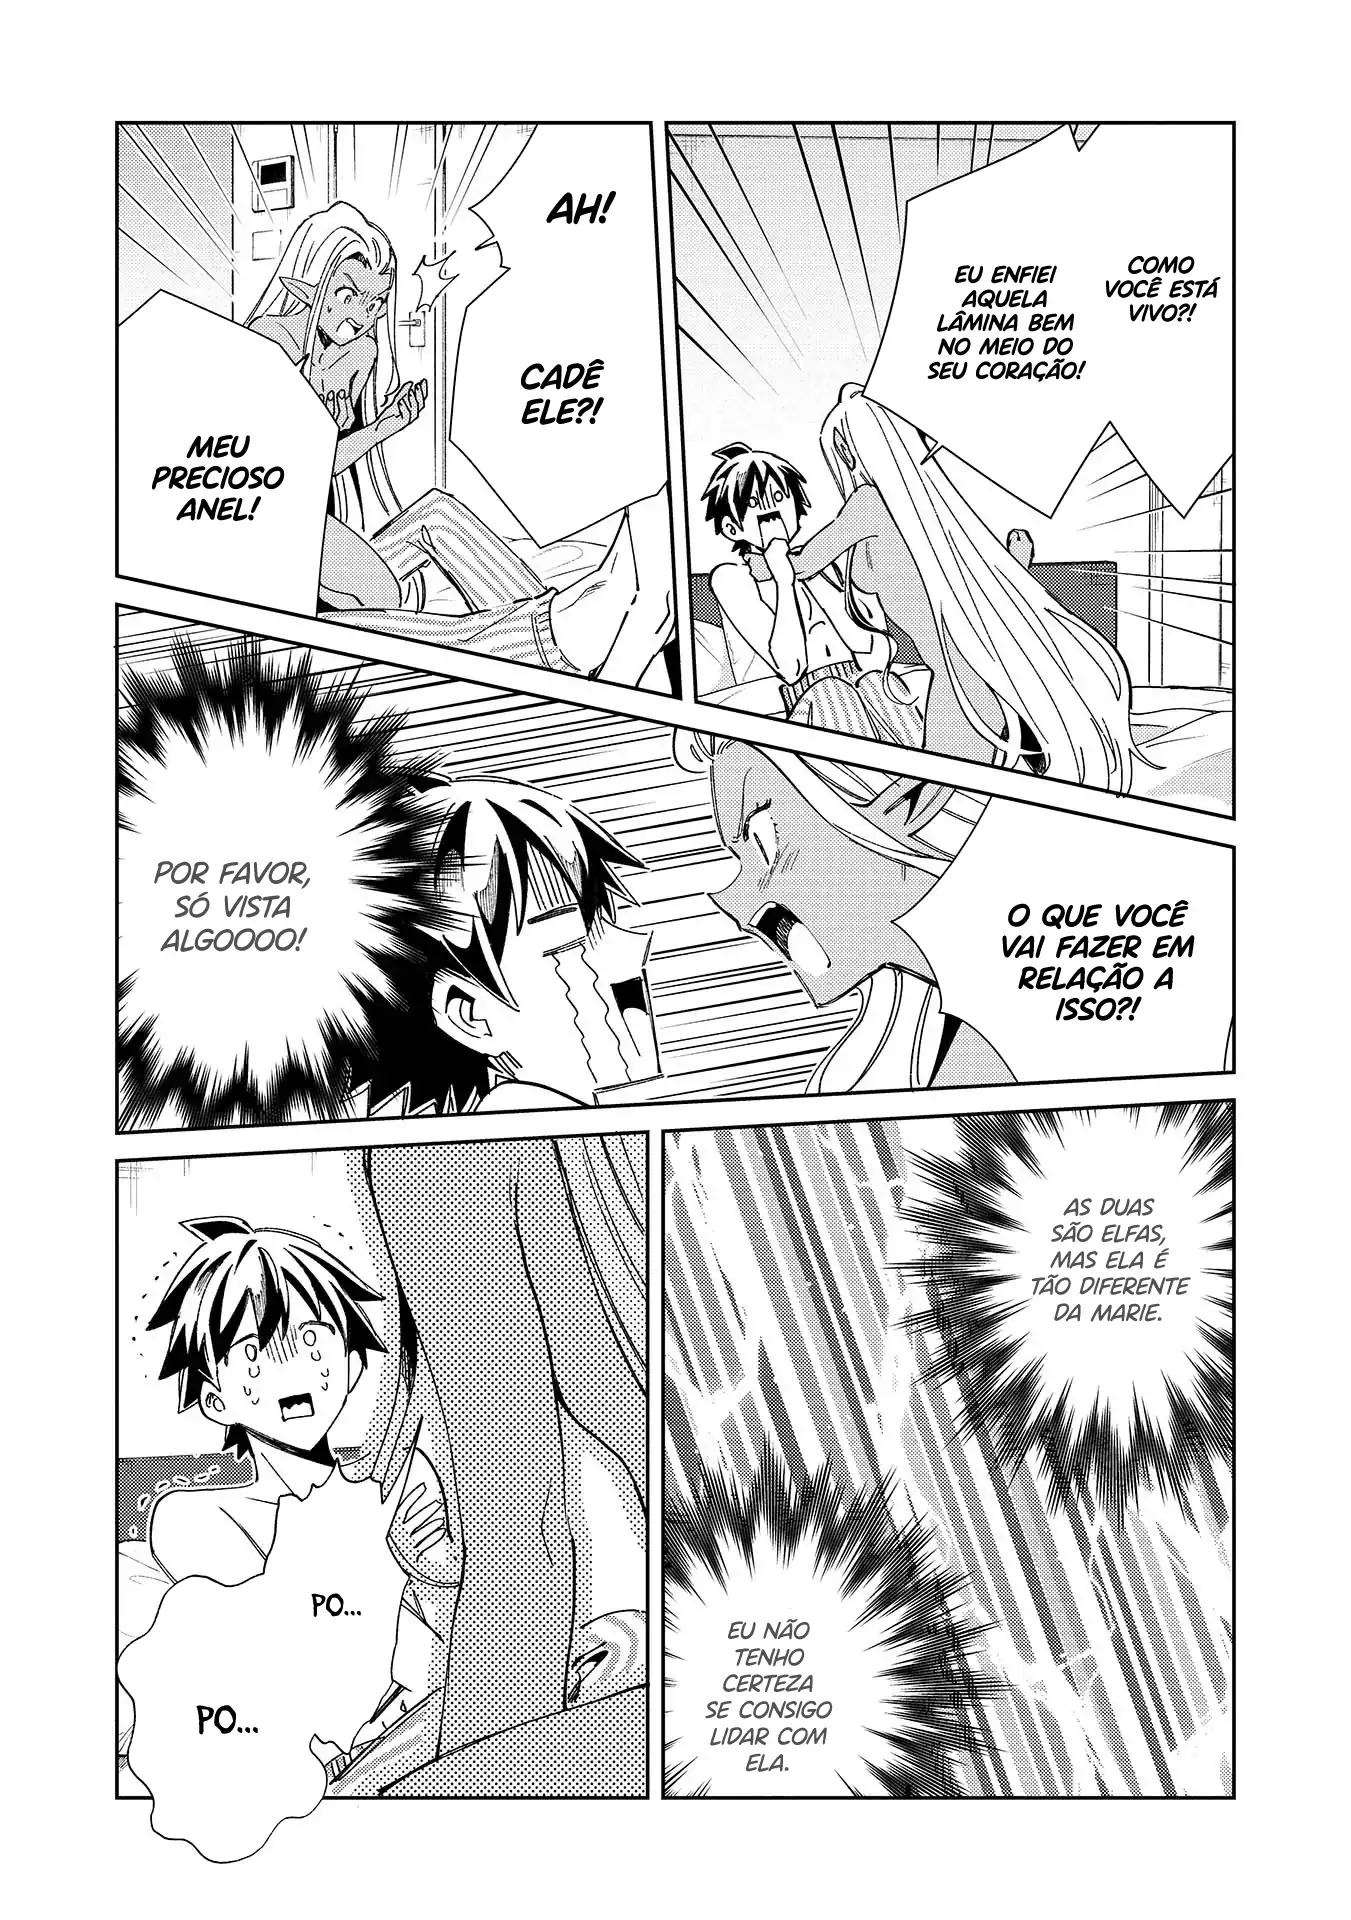 COMO
VOCÊ ESTÁ
VIVO?!
EU ENFIEI
AQUELA
LÂMINA BEM
NO MEIO DO
SEU CORAÇÃO!
AH!
CADÊ
ELE?!
MEU
PRECIOSO
ANEL!
O QUE VOCÊ
VAI FAZER EM
RELAÇÃO A
ISSO?!
POR FAVOR,
SÓ VISTA
ALGOOOO!
AS DUAS
SÃO ELFAS,
MAS ELA É
TÃO DIFERENTE
DA MARIE.
EU NÃO
TENHO
CERTEZA
SE CONSIGO
LIDAR COM
ELA.
PO...
PO...